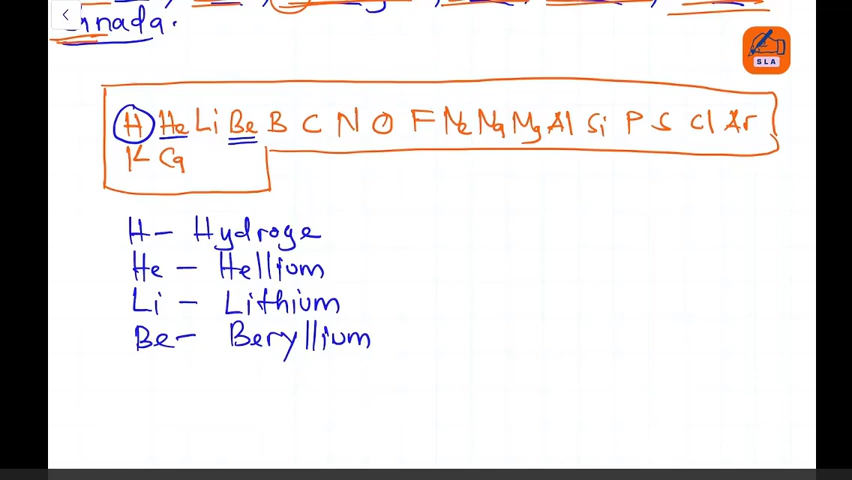 Canada.
SLA
H He Li Be B C N O F Ne Na Mg Al Si P S Cl Ar
K Ca
H - Hydroge
He - Hellium
Li - Lithium
Be - Beryllium